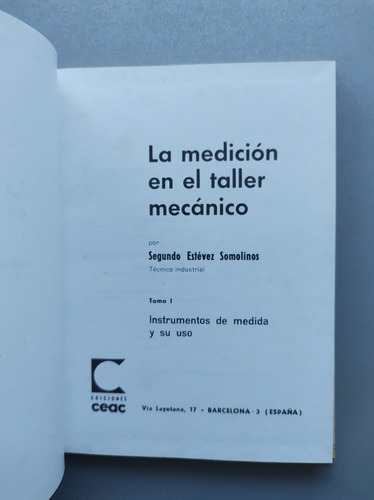 La medición
en el taller
mecánico
por
Segundo Estévez Somolinos
Técnico industrial
Tomo I
Instrumentos de medida
y su uso
EDICIONES
ceac
Vía Layetana, 17 - BARCELONA - 3 (ESPAÑA)